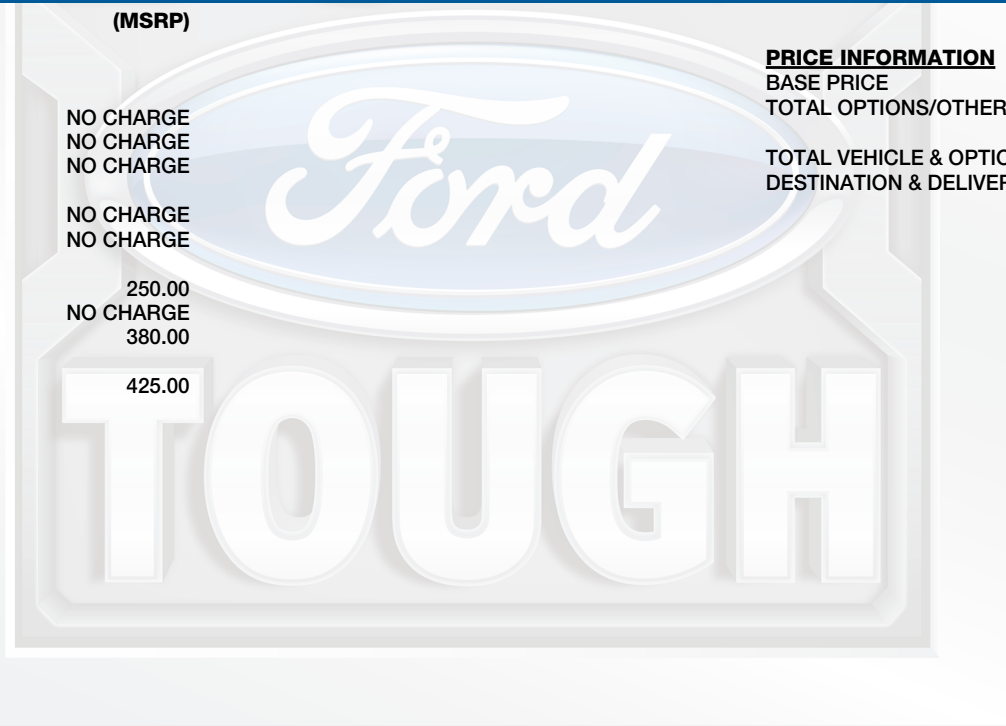 (MSRP)
NO CHARGE
NO CHARGE
NO CHARGE
NO CHARGE
NO CHARGE
250.00
NO CHARGE
380.00
425.00
PRICE INFORMATION
BASE PRICE
TOTAL OPTIONS/OTHER
TOTAL VEHICLE & OPTIO
DESTINATION & DELIVER
Ford
TOUGH